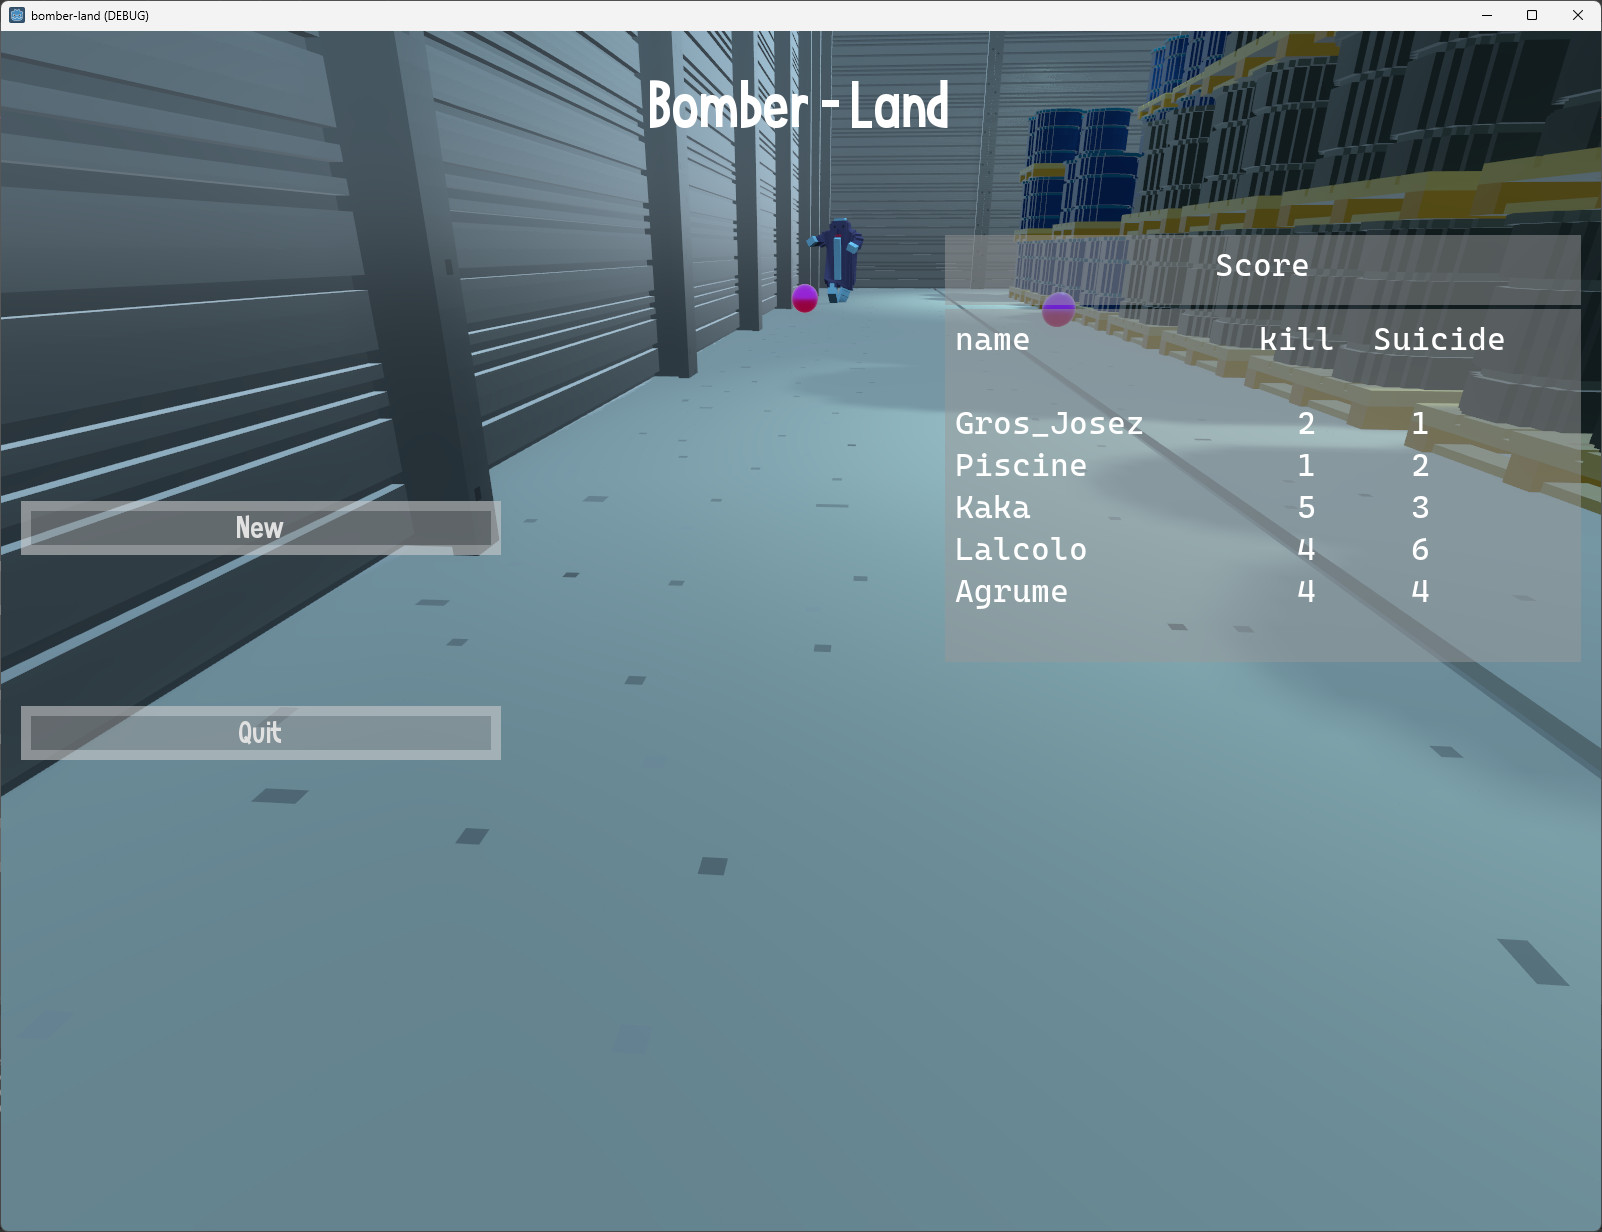 bomber-land (DEBUG)
Bomber - Land
Score
name kill Suicide
Gros_Josez 2 1
Piscine 1 2
Kaka 5 3
Lalcolo 4 6
Agrume 4 4
New
Quit